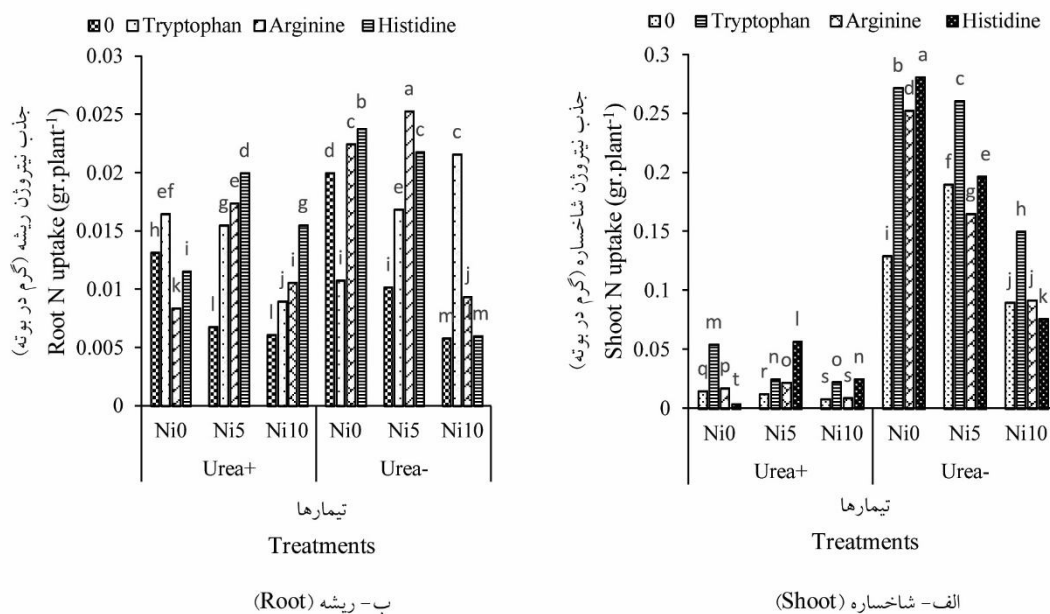 0 Tryptophan Arginine Histidine
جذب نیتروژن ریشه (گرم در بوته)
Root N uptake (gr.plant-1)
0.03
0.025
0.02
0.015
0.01
0.005
0
h ef k i
l g e d
l j i g
d i c b
i e a c
m c j m
Ni0 Ni5 Ni10 Ni0 Ni5 Ni10
Urea+ Urea-
تیمارها
Treatments
ب- ریشه (Root)
0 Tryptophan Arginine Histidine
جذب نیتروژن شاخساره (گرم در بوته)
Shoot N uptake (gr.plant-1)
0.3
0.25
0.2
0.15
0.1
0.05
0
q m p t
r n o l
s o s n
i b d a
f c g e
j h j k
Ni0 Ni5 Ni10 Ni0 Ni5 Ni10
Urea+ Urea-
تیمارها
Treatments
الف- شاخساره (Shoot)